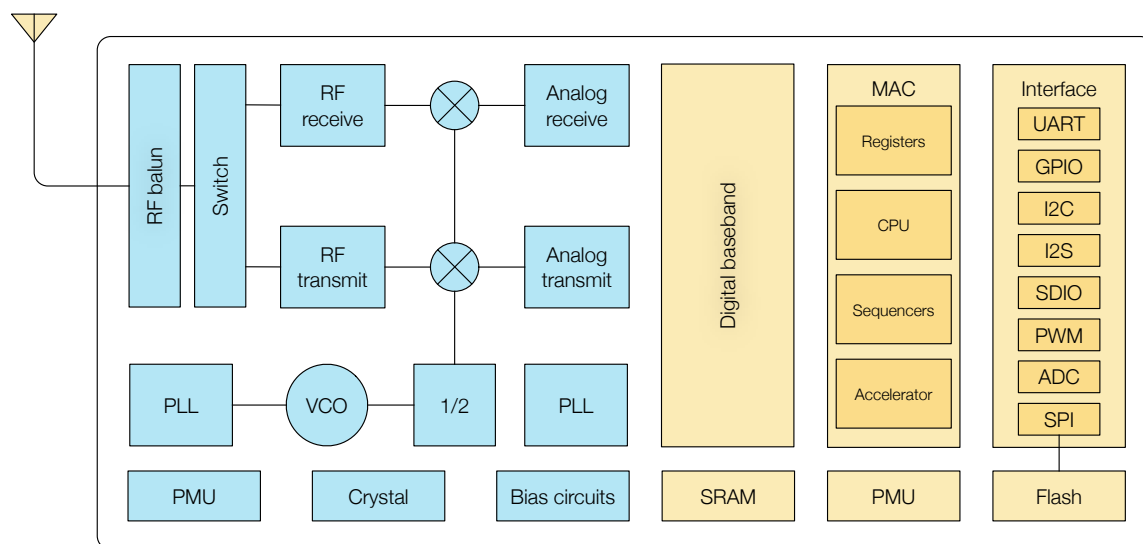 RF balun
Switch
RF
receive
Analog
receive
RF
transmit
Analog
transmit
PLL
VCO
1/2
PLL
PMU
Crystal
Bias circuits
Digital baseband
SRAM
MAC
Registers
CPU
Sequencers
Accelerator
PMU
Interface
UART
GPIO
I2C
I2S
SDIO
PWM
ADC
SPI
Flash